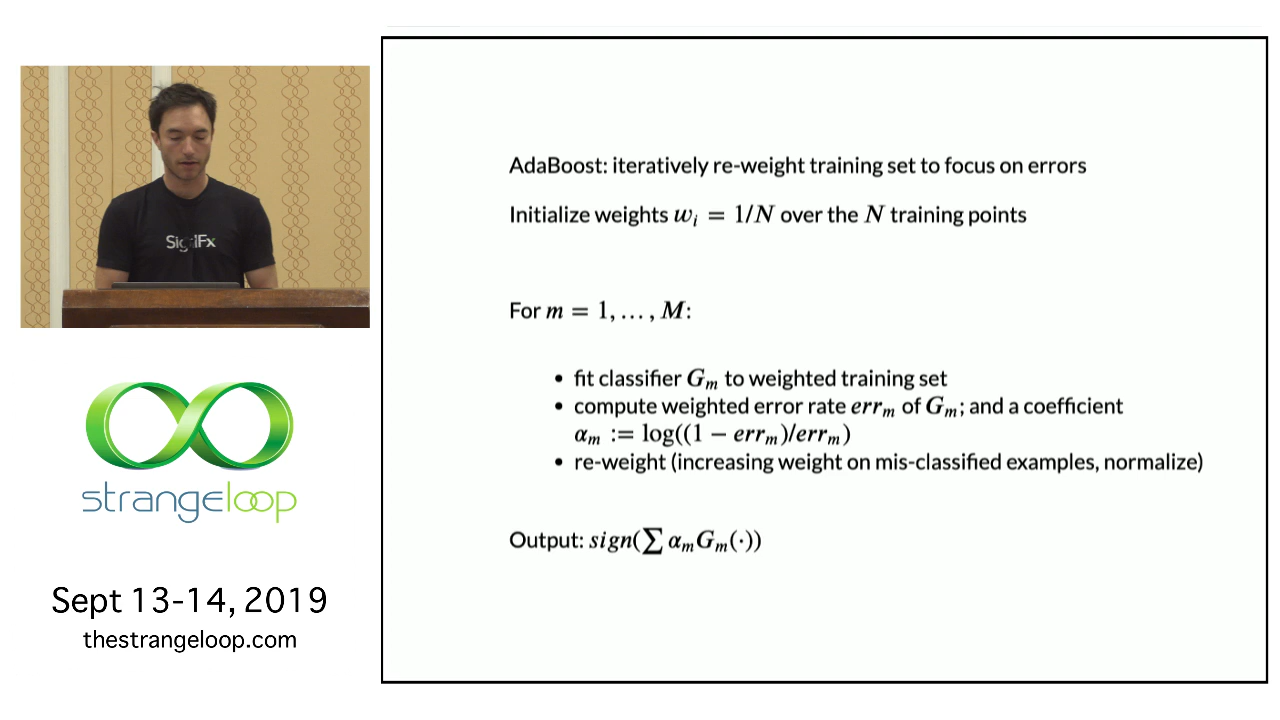 SignalFx
strangeloop
Sept 13-14, 2019
thestrangeloop.com
AdaBoost: iteratively re-weight training set to focus on errors
Initialize weights wᵢ = 1/N over the N training points
For m = 1, … , M:
• fit classifier Gₘ to weighted training set
• compute weighted error rate errₘ of Gₘ; and a coefficient
αₘ := log((1 − errₘ)/errₘ)
• re-weight (increasing weight on mis-classified examples, normalize)
Output: sign(∑ αₘGₘ(·))